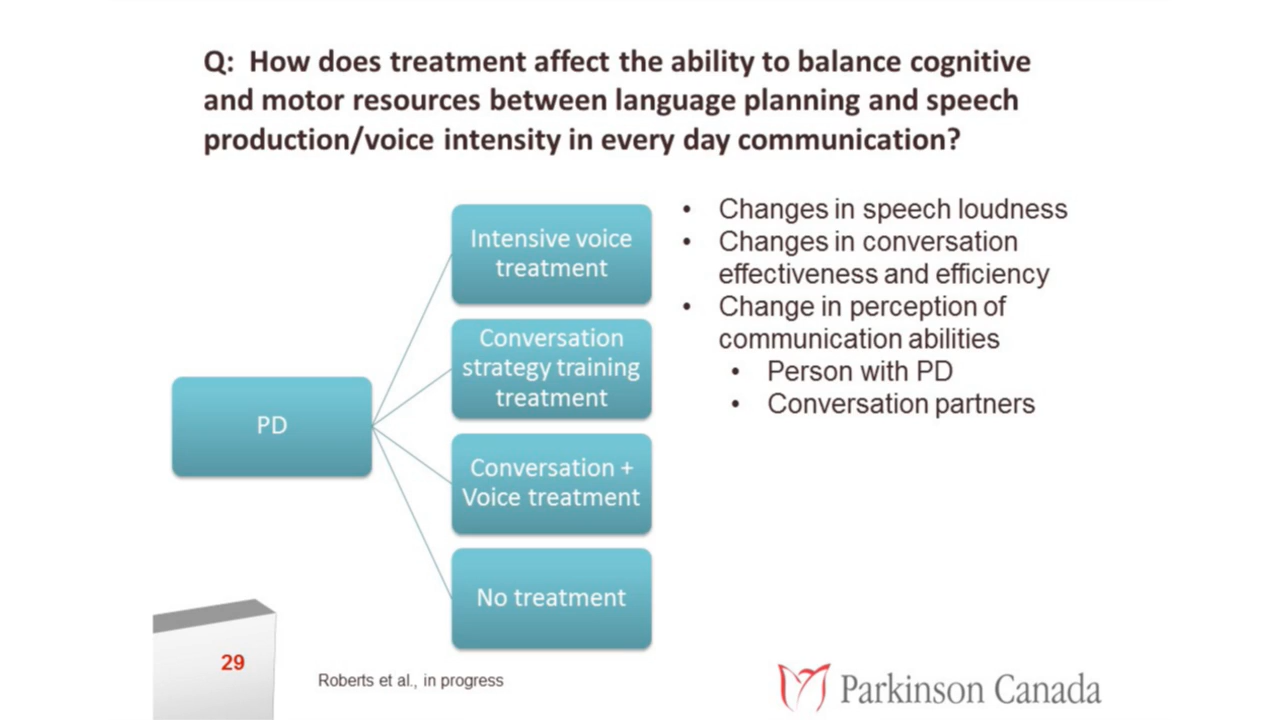 Q:  How does treatment affect the ability to balance cognitive
and motor resources between language planning and speech
production/voice intensity in every day communication?
PD
Intensive voice
treatment
Conversation
strategy training
treatment
Conversation +
Voice treatment
No treatment
• Changes in speech loudness
• Changes in conversation
effectiveness and efficiency
• Change in perception of
communication abilities
• Person with PD
• Conversation partners
29
Roberts et al., in progress
Parkinson Canada